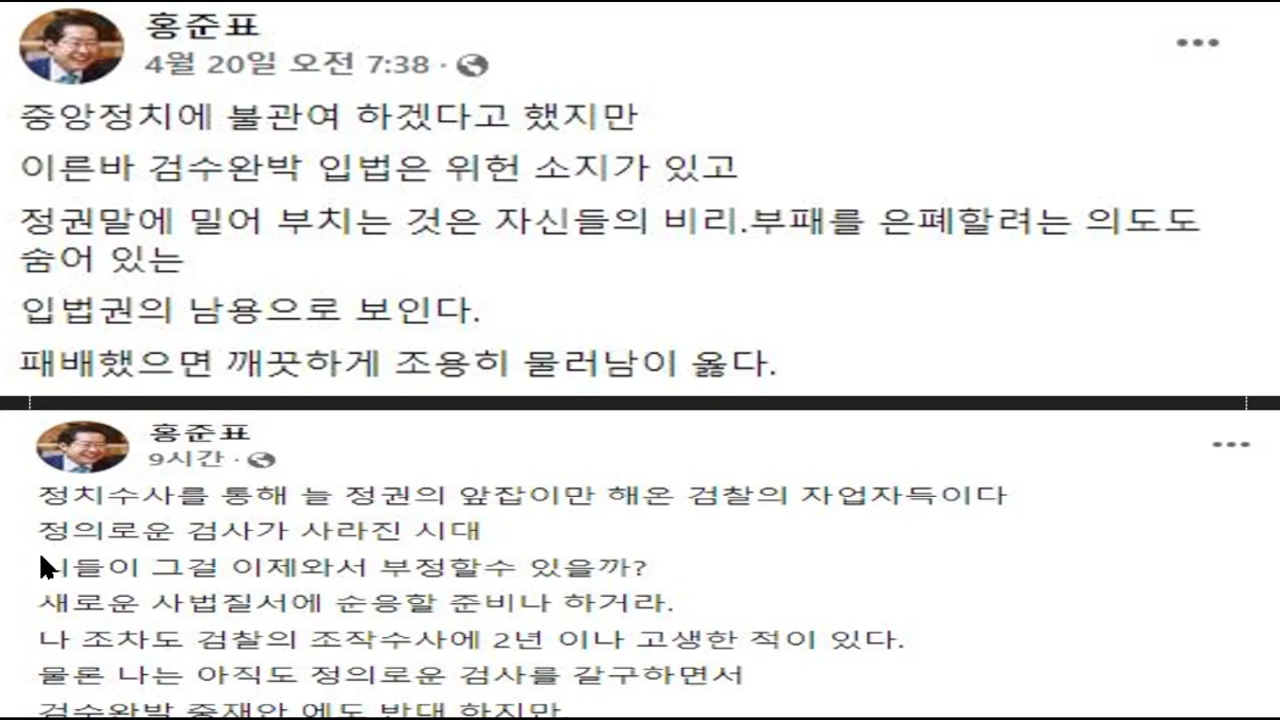 홍준표
4월 20일 오전 7:38 ·
중앙정치에 불관여 하겠다고 했지만
이른바 검수완박 입법은 위헌 소지가 있고
정권말에 밀어 부치는 것은 자신들의 비리.부패를 은폐할려는 의도도
숨어 있는
입법권의 남용으로 보인다.
패배했으면 깨끗하게 조용히 물러남이 옳다.
홍준표
9시간 ·
정치수사를 통해 늘 정권의 앞잡이만 해온 검찰의 자업자득이다
정의로운 검사가 사라진 시대
그걸 이제와서 부정할수 있을까?
새로운 사법질서에 순응할 준비나 하거라.
나 조차도 검찰의 조작수사에 2년 이나 고생한 적이 있다.
물론 나는 아직도 정의로운 검사를 갈구하면서
검수완박 중재안 에도 반대 하지만